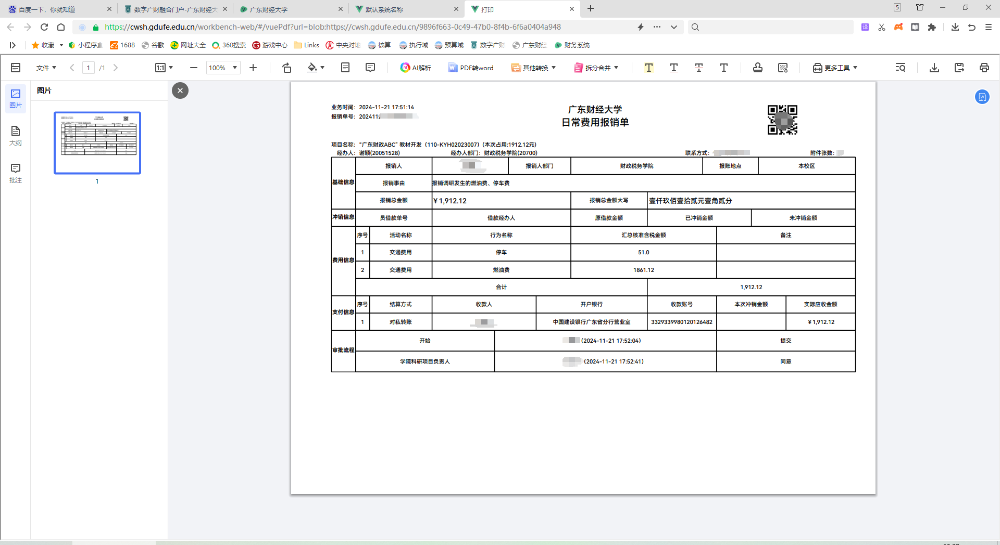 百度一下，你就知道
数字广财融合门户-广东财经大
广东财经大学
默认系统名称
打印
5
https://cwsh.gdufe.edu.cn/workbench-web/#/vuePdf?url=blob:https://cwsh.gdufe.edu.cn/9896f663-0c49-47b0-8f4b-6f6a0404a948
译
收藏 小程序盒 1688 谷歌 网址大全 360搜索 游戏中心 Links 中央对地 核算 执行域 预算域 数字广财 广东财经 财务系统
文件 1 /1 1:1 100% AI解析 PDF转word 其他转换 拆分合并 T T T T 更多工具
图片
图片
大纲
批注
1
业务时间：2024-11-21 17:51:14
报销单号：202411
广东财经大学
日常费用报销单
项目名称：“广东财政ABC” 教材开发（110-KYH02023007）(本次占用:1912.12元)
经办人：谢颖(20051528) 经办人部门：财政税务学院(20700) 联系方式： 附件张数：
基础信息 报销人 报销人部门 财政税务学院 报账地点 本校区
报销事由 报销调研发生的燃油费、停车费
报销总金额 ￥1,912.12 报销总金额大写 壹仟玖佰壹拾贰元壹角贰分
冲销信息 员借款单号 借款经办人 原借款金额 已冲销金额 未冲销金额
费用信息 序号 活动名称 行为名称 汇总核准含税金额 备注
1 交通费用 停车 51.0
2 交通费用 燃油费 1861.12
合计 1,912.12
支付信息 序号 结算方式 收款人 开户银行 收款账号 本次冲销金额 实际应收金额
1 对私转账 中国建设银行广东省分行营业室 3329339980120126482 ￥1,912.12
审批流程 开始 (2024-11-21 17:52:04) 提交
学院科研项目负责人 (2024-11-21 17:52:41) 同意